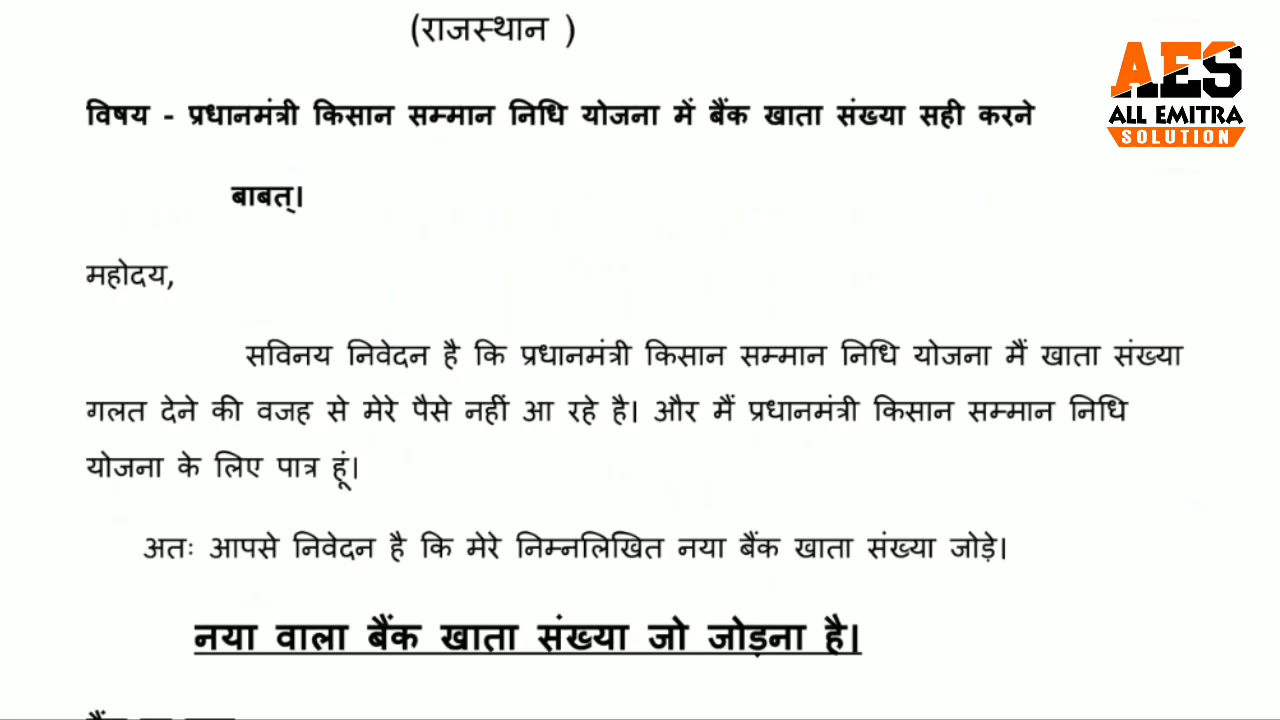 (राजस्थान )
AES
ALL EMITRA
SOLUTION
विषय - प्रधानमंत्री किसान सम्मान निधि योजना में बैंक खाता संख्या सही करने
बाबत्।
महोदय,
सविनय निवेदन है कि प्रधानमंत्री किसान सम्मान निधि योजना मैं खाता संख्या
गलत देने की वजह से मेरे पैसे नहीं आ रहे है। और मैं प्रधानमंत्री किसान सम्मान निधि
योजना के लिए पात्र हूं।
अतः आपसे निवेदन है कि मेरे निम्नलिखित नया बैंक खाता संख्या जोड़े।
नया वाला बैंक खाता संख्या जो जोड़ना है।